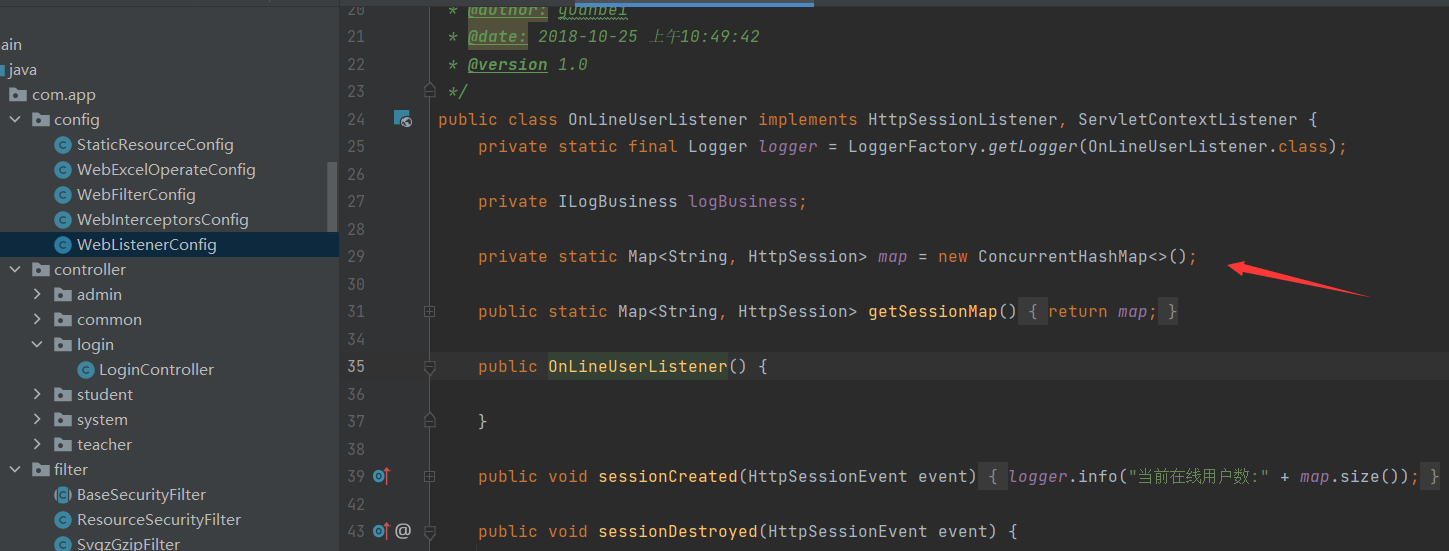 ain
java
com.app
config
StaticResourceConfig
WebExcelOperateConfig
WebFilterConfig
WebInterceptorsConfig
WebListenerConfig
controller
admin
common
login
LoginController
student
system
teacher
filter
BaseSecurityFilter
ResourceSecurityFilter
SvqzGzipFilter
20 * @author: guanbei
21 * @date: 2018-10-25 上午10:49:42
22 * @version 1.0
23 */
24 public class OnLineUserListener implements HttpSessionListener, ServletContextListener {
25 private static final Logger logger = LoggerFactory.getLogger(OnLineUserListener.class);
26
27 private ILogBusiness logBusiness;
28
29 private static Map<String, HttpSession> map = new ConcurrentHashMap<>();
30
31 public static Map<String, HttpSession> getSessionMap() { return map; }
34
35 public OnLineUserListener() {
36
37 }
38
39 public void sessionCreated(HttpSessionEvent event) { logger.info("当前在线用户数:" + map.size()); }
42
43 @ public void sessionDestroyed(HttpSessionEvent event) {